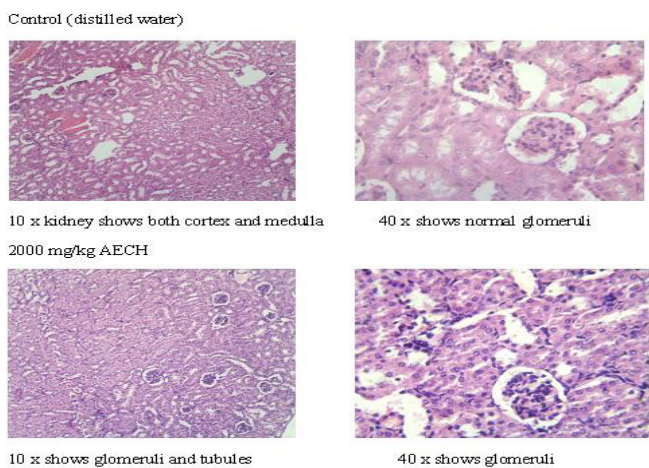 Control (distilled water)
10 x kidney shows both cortex and medulla
40 x shows normal glomeruli
2000 mg/kg AECH
10 x shows glomeruli and tubules
40 x shows glomeruli